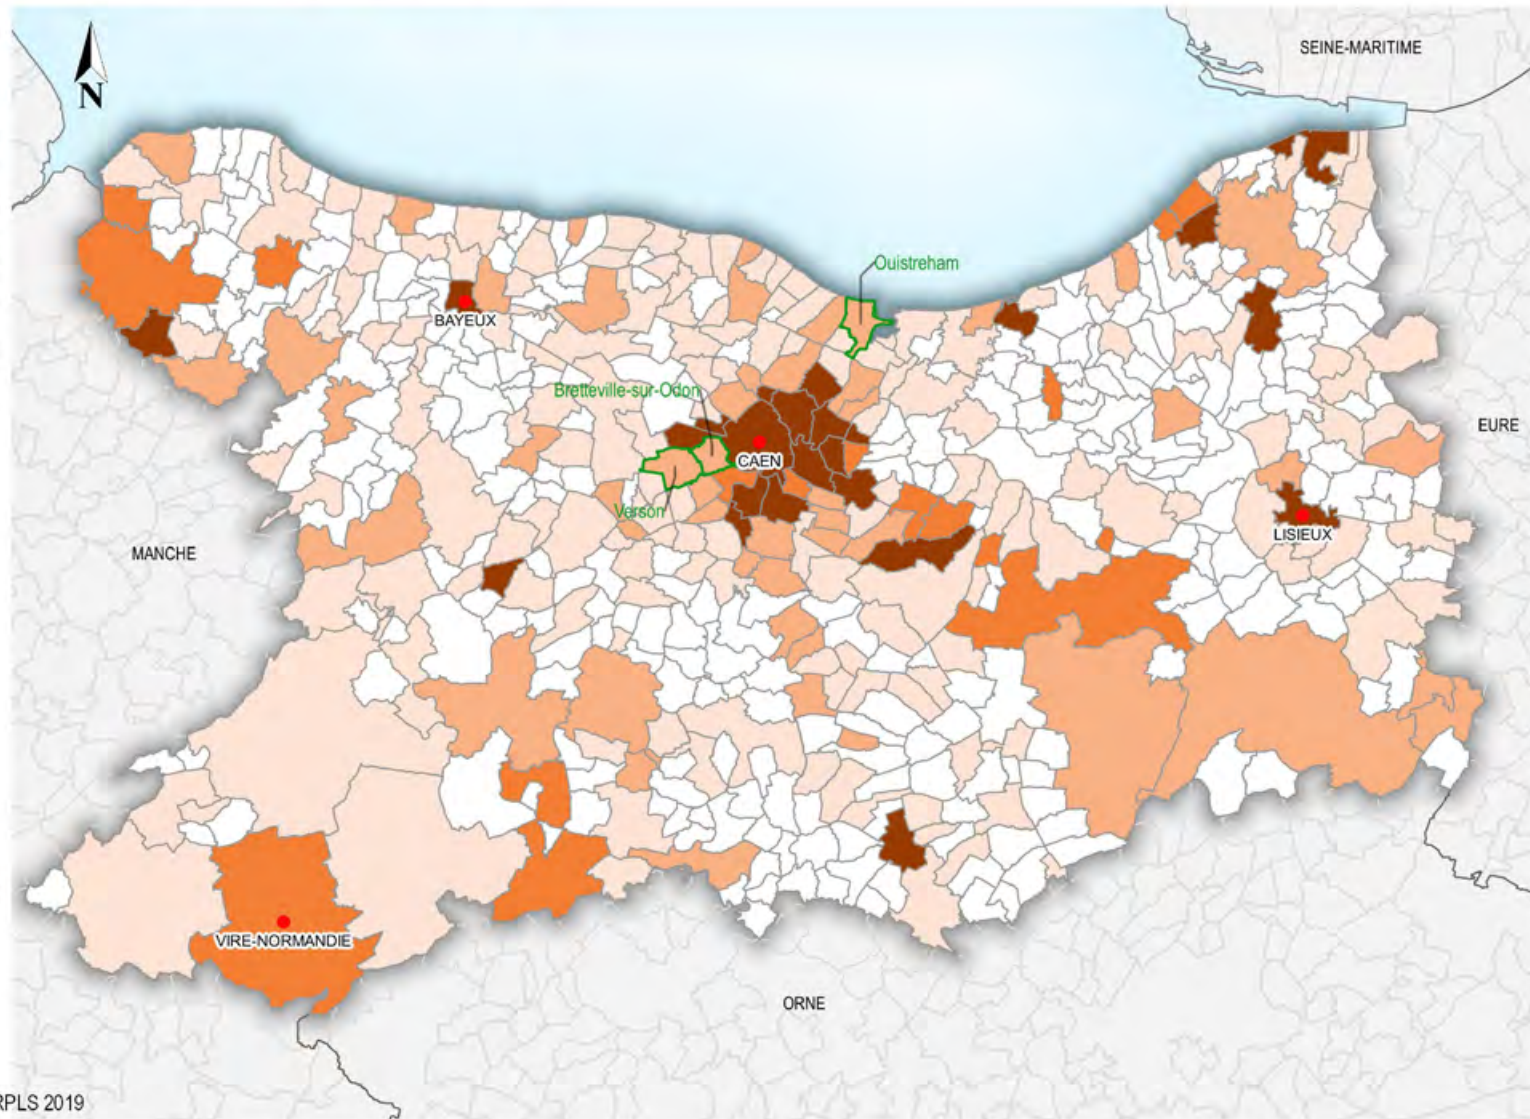 SEINE-MARITIME
N
Ouistreham
BAYEUX
Bretteville-sur-Odon
EURE
CAEN
Verson
LISIEUX
MANCHE
VIRE-NORMANDIE
ORNE
RPLS 2019